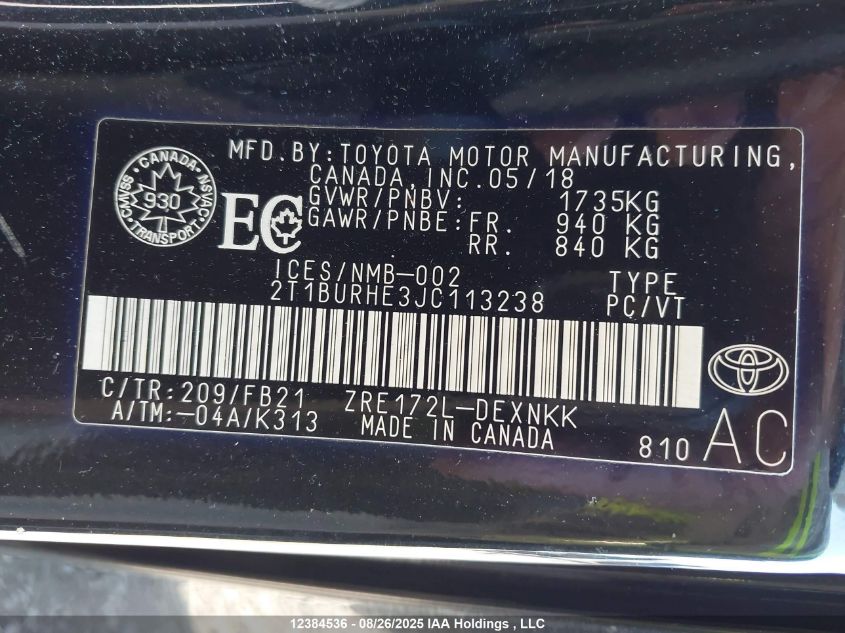 MFD.BY:TOYOTA MOTOR MANUFACTURING,
CANADA, INC.05/18
GVWR/PNBV: 1735KG
GAWR/PNBE:FR. 940 KG
RR. 840 KG
CANADA
CMVSS 930 NSVAC
TRANSPORT
EC
ICES/NMB-002
2T1BURHE3JC113238
TYPE
PC/VT
C/TR:209/FB21 ZRE172L-DEXNKK
A/TM:-04A/K313 MADE IN CANADA
810 AC
12384536 - 08/26/2025 IAA Holdings , LLC